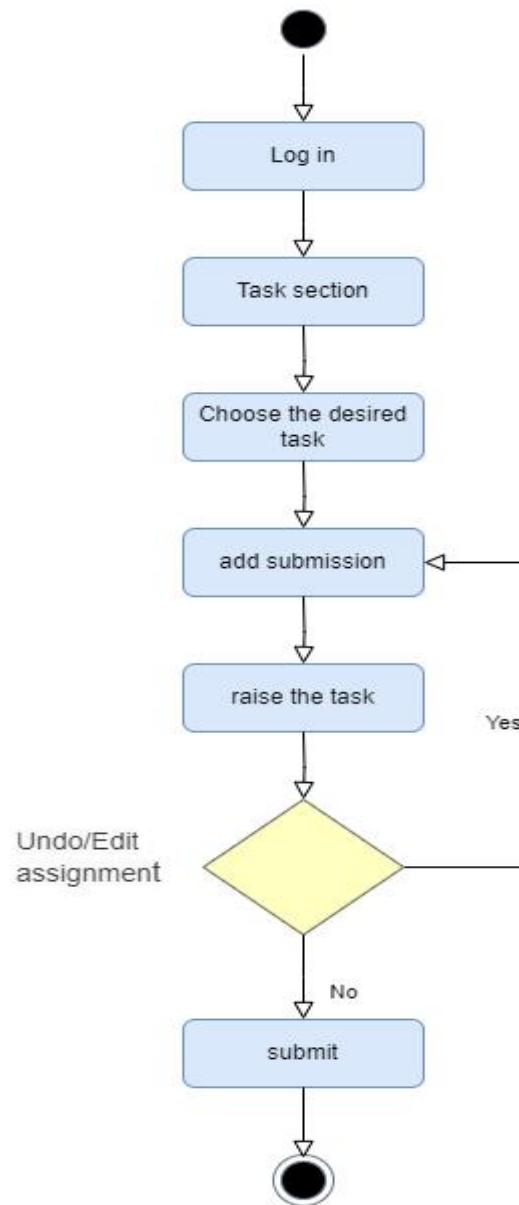 Log in
Task section
Choose the desired
task
add submission
raise the task
Yes
Undo/Edit
assignment
No
submit